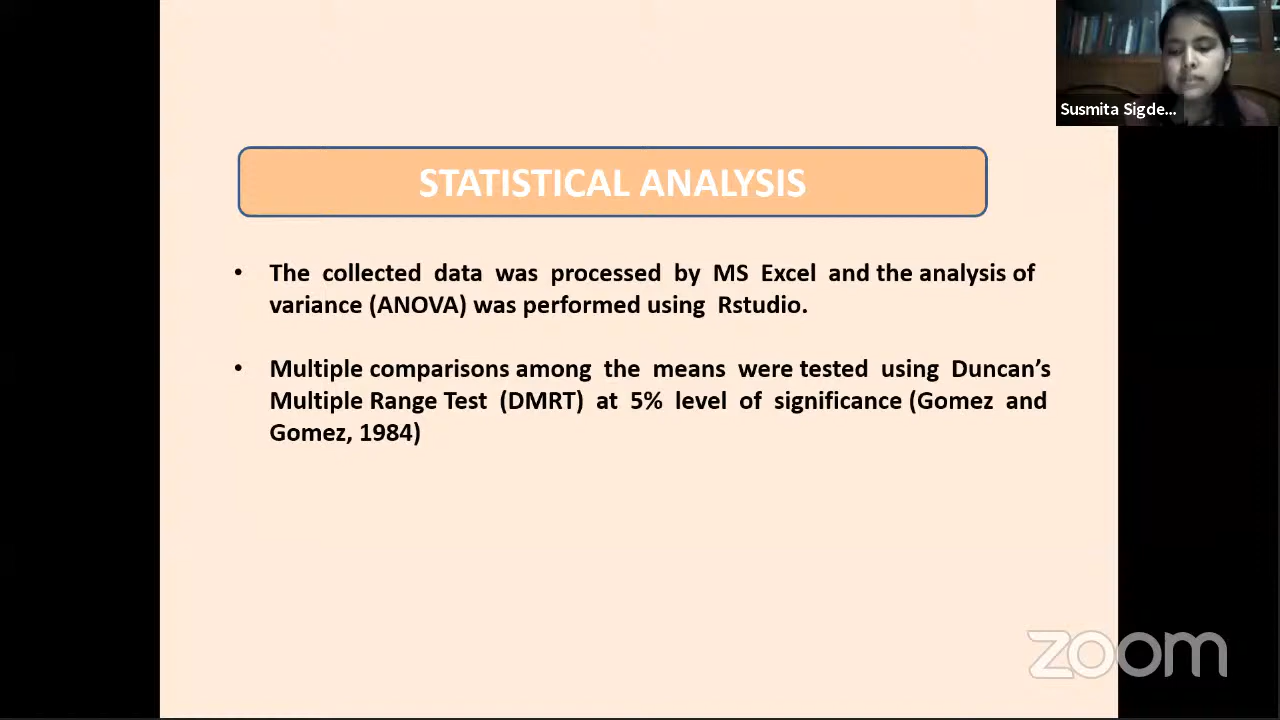 Susmita Sigde...
STATISTICAL ANALYSIS
• The collected data was processed by MS Excel and the analysis of
variance (ANOVA) was performed using Rstudio.
• Multiple comparisons among the means were tested using Duncan’s
Multiple Range Test (DMRT) at 5% level of significance (Gomez and
Gomez, 1984)
zoom